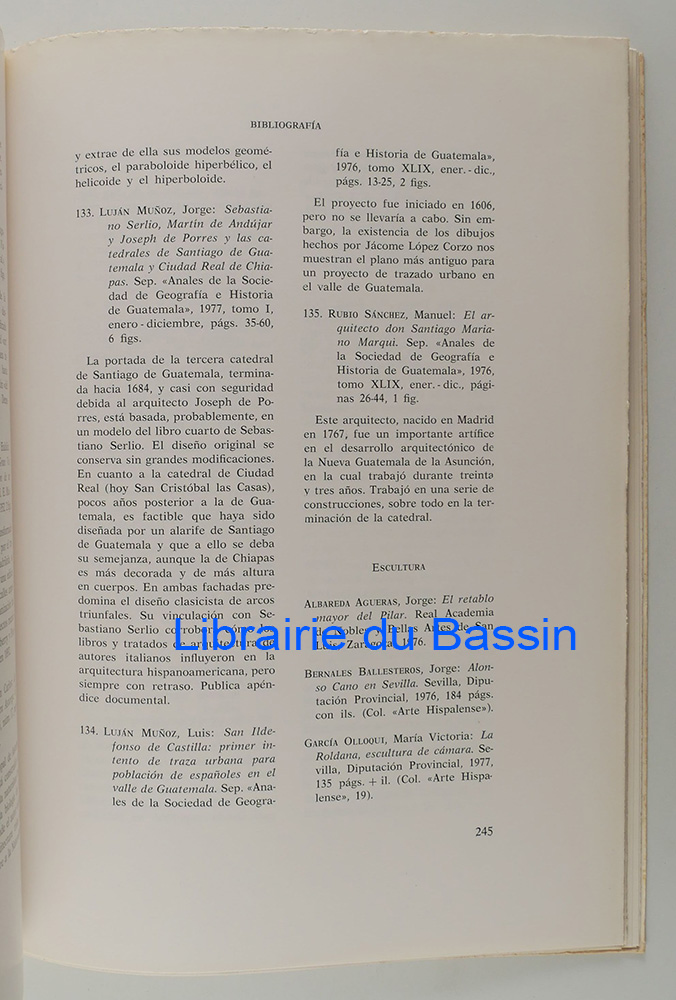 BIBLIOGRAFÍA
y extrae de ella sus modelos geomé-
tricos, el paraboloide hiperbélico, el
helicoide y el hiperboloide.
133. LUJÁN MUÑOZ, Jorge: Sebastia-
no Serlio, Martín de Andújar
y Joseph de Porres y las ca-
tedrales de Santiago de Gua-
temala y Ciudad Real de Chia-
pas. Sep. «Anales de la Socie-
dad de Geografía e Historia
de Guatemala», 1977, tomo I,
enero - diciembre, págs. 35-60,
6 figs.
La portada de la tercera catedral
de Santiago de Guatemala, termina-
da hacia 1684, y casi con seguridad
debida al arquitecto Joseph de Po-
rres, está basada, probablemente, en
un modelo del libro cuarto de Sebas-
tiano Serlio. El diseño original se
conserva sin grandes modificaciones.
En cuanto a la catedral de Ciudad
Real (hoy San Cristóbal las Casas),
pocos años posterior a la de Gua-
temala, es factible que haya sido
diseñada por un alarife de Santiago
de Guatemala y que a ello se deba
su semejanza, aunque la de Chiapas
es más decorada y de más altura
en cuerpos. En ambas fachadas pre-
domina el diseño clasicista de arcos
triunfales. Su vinculación con Se-
bastiano Serlio corrobora cómo los
libros y tratados de arquitectura de
autores italianos influyeron en la
arquitectura hispanoamericana, pero
siempre con retraso. Publica apén-
dice documental.
134. LUJÁN MUÑOZ, Luis: San Ilde-
fonso de Castilla: primer in-
tento de traza urbana para
población de españoles en el
valle de Guatemala. Sep. «Ana-
les de la Sociedad de Geogra-
fía e Historia de Guatemala»,
1976, tomo XLIX, ener. - dic.,
págs. 13-25, 2 figs.
El proyecto fue iniciado en 1606,
pero no se llevaría a cabo. Sin em-
bargo, la existencia de los dibujos
hechos por Jácome López Corzo nos
muestran el plano más antiguo para
un proyecto de trazado urbano en
el valle de Guatemala.
135. RUBIO SÁNCHEZ, Manuel: El ar-
quitecto don Santiago Maria-
no Marqui. Sep. «Anales de
la Sociedad de Geografía e
Historia de Guatemala», 1976,
tomo XLIX, ener. - dic., pági-
nas 26-44, 1 fig.
Este arquitecto, nacido en Madrid
en 1767, fue un importante artífice
en el desarrollo arquitectónico de
la Nueva Guatemala de la Asunción,
en la cual trabajó durante treinta
y tres años. Trabajó en una serie de
construcciones, sobre todo en la ter-
minación de la catedral.
ESCULTURA
ALBAREDA AGUERAS, Jorge: El retablo
mayor del Pilar. Real Academia
de Nobles y Bellas Artes de San
Luis. Zaragoza, 1876.
Librairie du Bassin
BERNALES BALLESTEROS, Jorge: Alon-
so Cano en Sevilla. Sevilla, Dipu-
tación Provincial, 1976, 184 págs.
con ils. (Col. «Arte Hispalense»).
GARCÍA OLLOQUI, María Victoria: La
Roldana, escultura de cámara. Se-
villa, Diputación Provincial, 1977,
135 págs. + il. (Col. «Arte Hispa-
lense», 19).
245